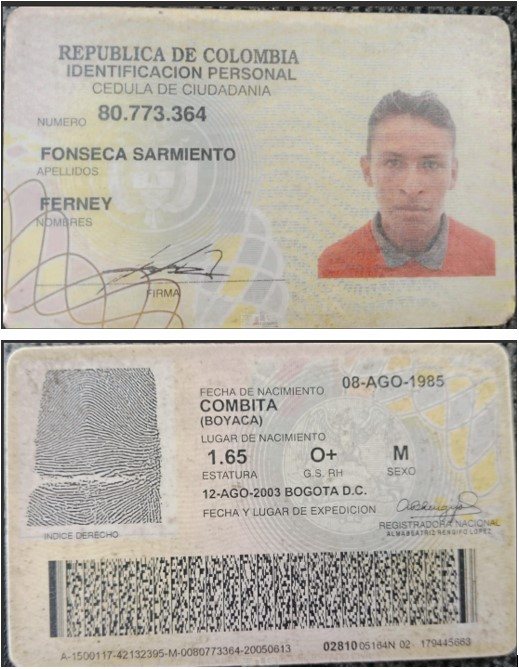 REPUBLICA DE COLOMBIA
IDENTIFICACION PERSONAL
CEDULA DE CIUDADANIA
NUMERO 80.773.364
FONSECA SARMIENTO
APELLIDOS
FERNEY
NOMBRES
FIRMA
FECHA DE NACIMIENTO 08-AGO-1985
COMBITA
(BOYACA)
LUGAR DE NACIMIENTO
1.65 O+ M
ESTATURA G.S. RH SEXO
12-AGO-2003 BOGOTA D.C.
FECHA Y LUGAR DE EXPEDICION
REGISTRADORA NACIONAL
ALMABEATRIZ RENGIFO LOPEZ
INDICE DERECHO
A-1500117-42132395-M-0080773364-20050613 02810 05164N 02 179445663